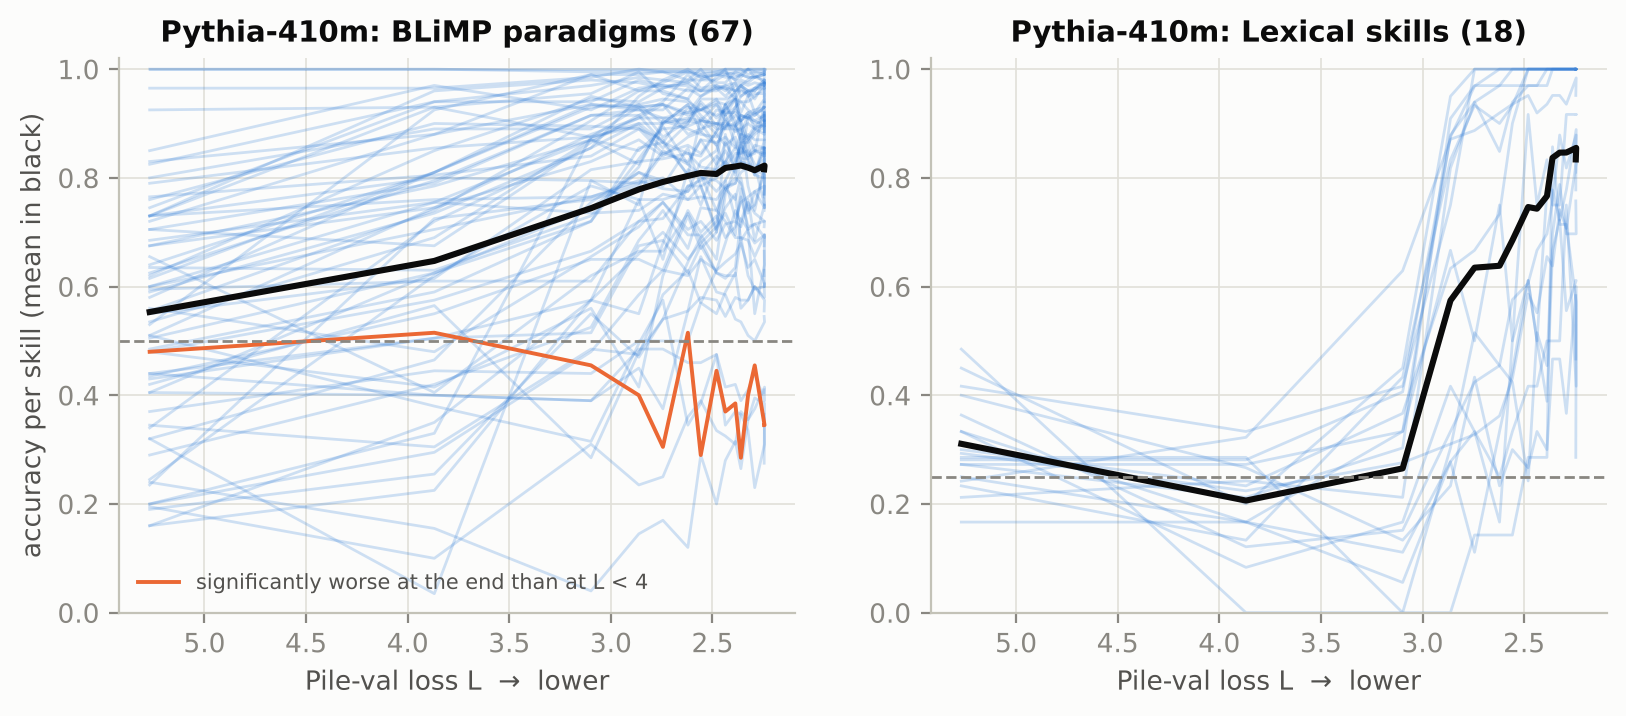 Pythia-410m: BLiMP paradigms (67)
accuracy per skill (mean in black)
1.0
0.8
0.6
0.4
0.2
0.0
significantly worse at the end than at L < 4
5.0 4.5 4.0 3.5 3.0 2.5
Pile-val loss L → lower
Pythia-410m: Lexical skills (18)
1.0
0.8
0.6
0.4
0.2
0.0
5.0 4.5 4.0 3.5 3.0 2.5
Pile-val loss L → lower